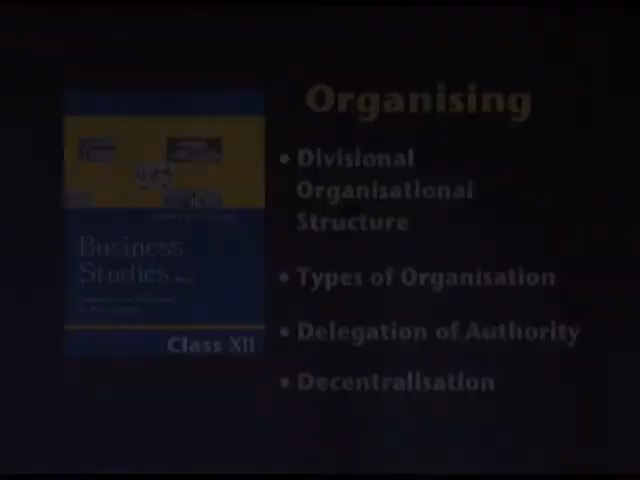 Organising
• Divisional
Organisational
Structure
• Types of Organisation
• Delegation of Authority
• Decentralisation
Business
Studies
Class XII